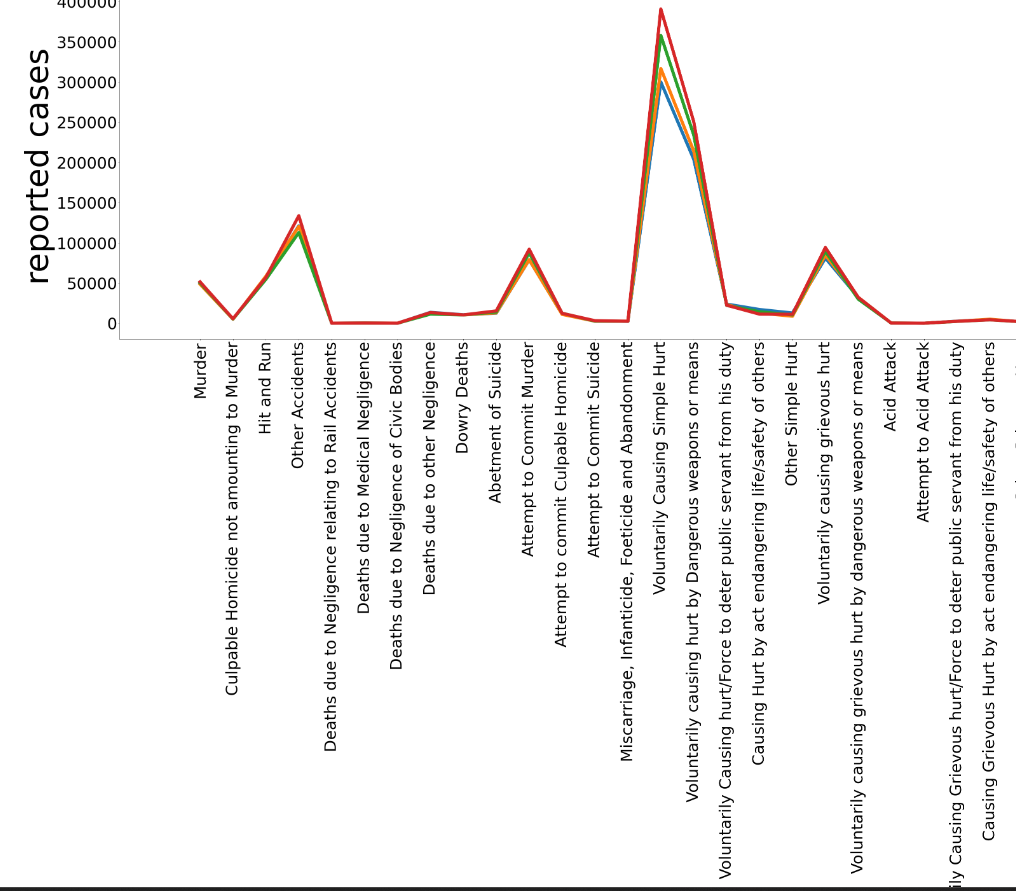 400000
350000
300000
250000
200000
150000
100000
50000
0
reported cases
Murder
Culpable Homicide not amounting to Murder
Hit and Run
Other Accidents
Deaths due to Negligence relating to Rail Accidents
Deaths due to Medical Negligence
Deaths due to Negligence of Civic Bodies
Deaths due to other Negligence
Dowry Deaths
Abetment of Suicide
Attempt to Commit Murder
Attempt to commit Culpable Homicide
Attempt to Commit Suicide
Miscarriage, Infanticide, Foeticide and Abandonment
Voluntarily Causing Simple Hurt
Voluntarily causing hurt by Dangerous weapons or means
Voluntarily Causing hurt/Force to deter public servant from his duty
Causing Hurt by act endangering life/safety of others
Other Simple Hurt
Voluntarily causing grievous hurt
Voluntarily causing grievous hurt by dangerous weapons or means
Acid Attack
Attempt to Acid Attack
ily Causing Grievous hurt/Force to deter public servant from his duty
Causing Grievous Hurt by act endangering life/safety of others